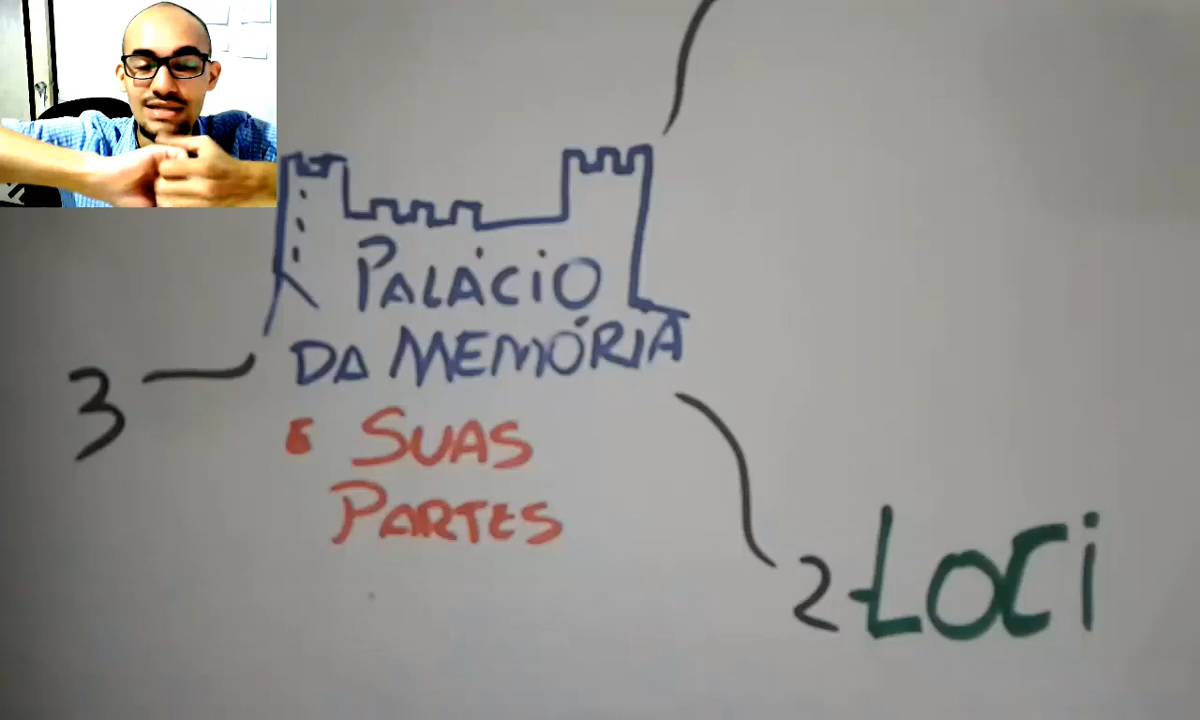 PALÁCIO
DA MEMÓRIA
E SUAS
PARTES
3
2-LOCI